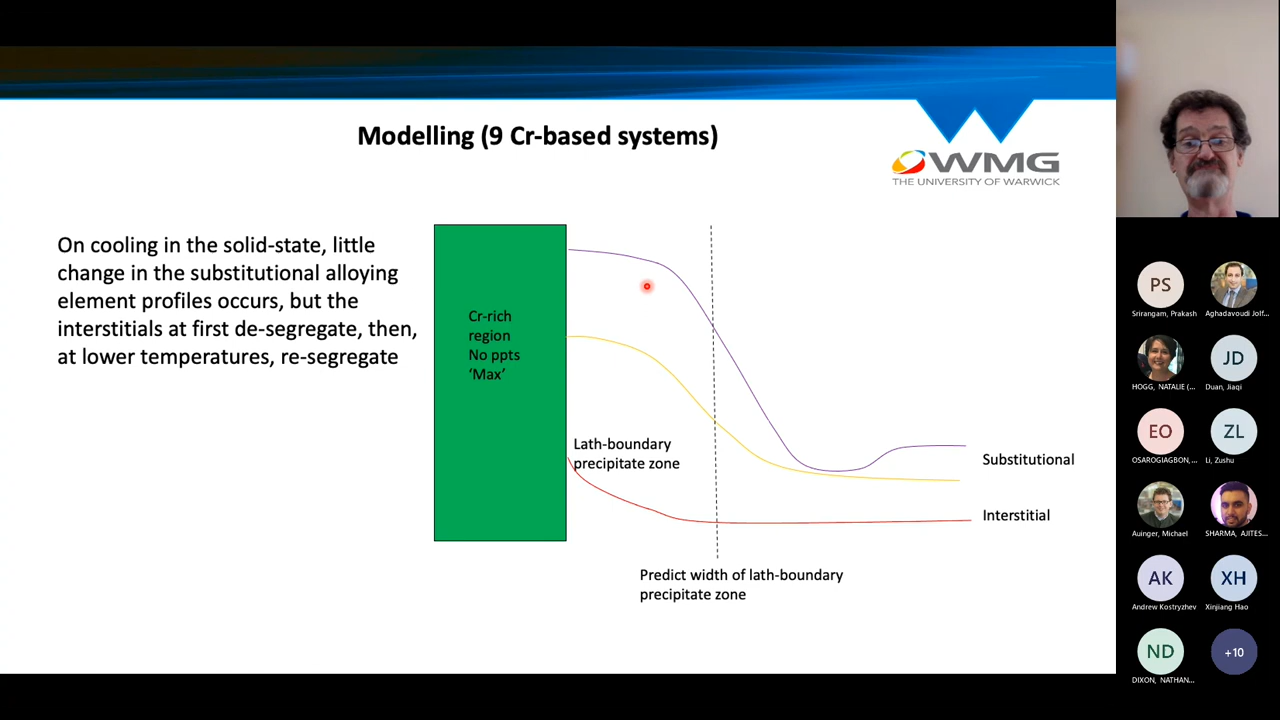 Modelling (9 Cr-based systems)
WMG
THE UNIVERSITY OF WARWICK
On cooling in the solid-state, little
change in the substitutional alloying
element profiles occurs, but the
interstitials at first de-segregate, then,
at lower temperatures, re-segregate
Cr-rich
region
No ppts
‘Max’
Lath-boundary
precipitate zone
Substitutional
Interstitial
Predict width of lath-boundary
precipitate zone
PS
Srirangam, Prakash
Aghadavoudi Jolf...
HOGG, NATALIE (...
JD
Duan, Jiaqi
EO
OSAROGIAGBON,...
ZL
Li, Zushu
Auinger, Michael
SHARMA, AJITES...
AK
Andrew Kostryzhev
XH
Xinjiang Hao
ND
DIXON, NATHAN...
+10